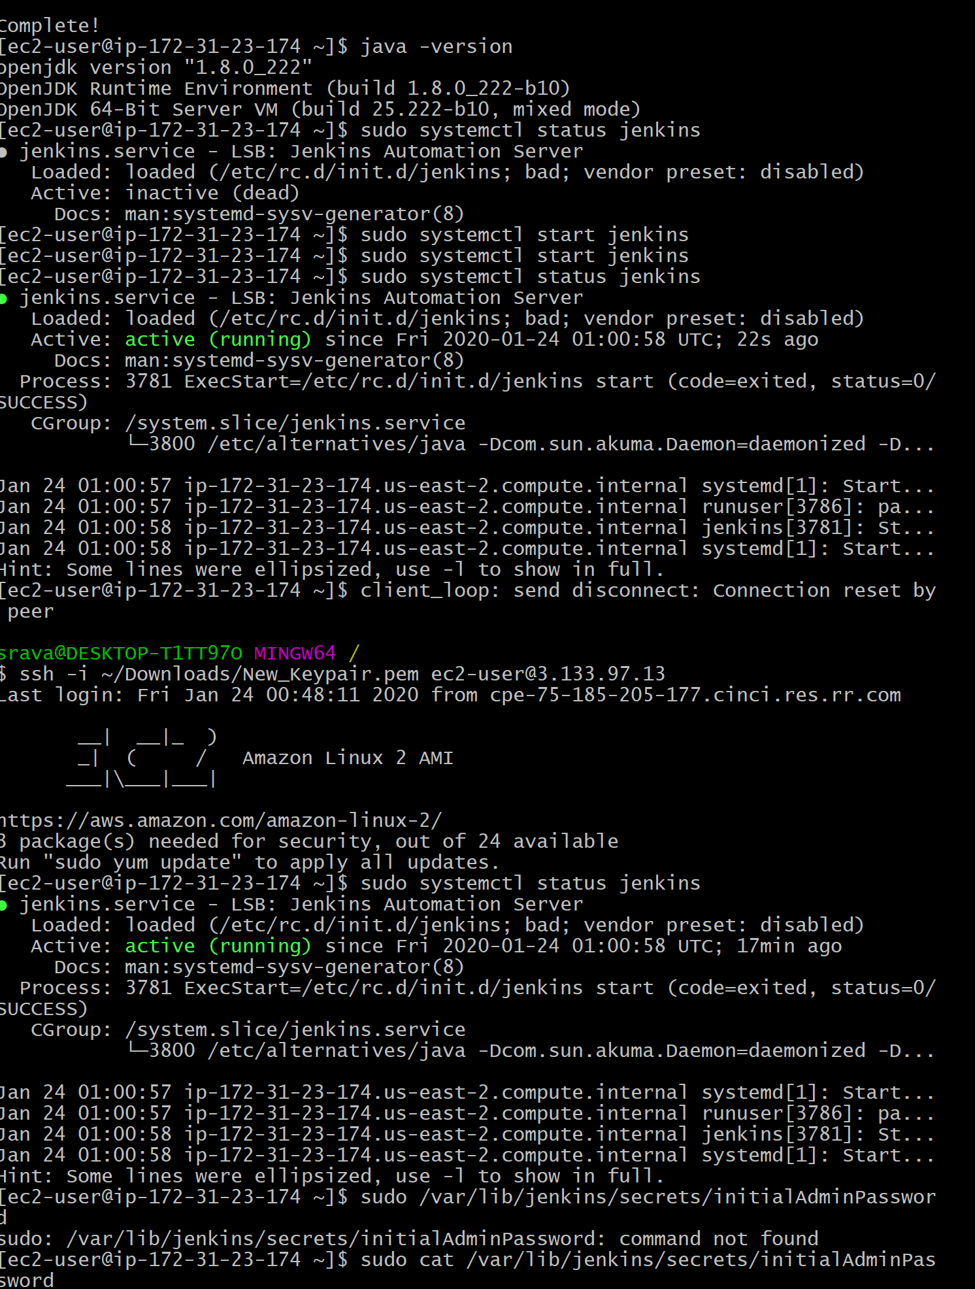 Complete!
[ec2-user@ip-172-31-23-174 ~]$ java -version
openjdk version "1.8.0_222"
OpenJDK Runtime Environment (build 1.8.0_222-b10)
OpenJDK 64-Bit Server VM (build 25.222-b10, mixed mode)
[ec2-user@ip-172-31-23-174 ~]$ sudo systemctl status jenkins
● jenkins.service - LSB: Jenkins Automation Server
   Loaded: loaded (/etc/rc.d/init.d/jenkins; bad; vendor preset: disabled)
   Active: inactive (dead)
     Docs: man:systemd-sysv-generator(8)
[ec2-user@ip-172-31-23-174 ~]$ sudo systemctl start jenkins
[ec2-user@ip-172-31-23-174 ~]$ sudo systemctl start jenkins
[ec2-user@ip-172-31-23-174 ~]$ sudo systemctl status jenkins
● jenkins.service - LSB: Jenkins Automation Server
   Loaded: loaded (/etc/rc.d/init.d/jenkins; bad; vendor preset: disabled)
   Active: active (running) since Fri 2020-01-24 01:00:58 UTC; 22s ago
     Docs: man:systemd-sysv-generator(8)
  Process: 3781 ExecStart=/etc/rc.d/init.d/jenkins start (code=exited, status=0/
SUCCESS)
   CGroup: /system.slice/jenkins.service
           └─3800 /etc/alternatives/java -Dcom.sun.akuma.Daemon=daemonized -D...
Jan 24 01:00:57 ip-172-31-23-174.us-east-2.compute.internal systemd[1]: Start...
Jan 24 01:00:57 ip-172-31-23-174.us-east-2.compute.internal runuser[3786]: pa...
Jan 24 01:00:58 ip-172-31-23-174.us-east-2.compute.internal jenkins[3781]: St...
Jan 24 01:00:58 ip-172-31-23-174.us-east-2.compute.internal systemd[1]: Start...
Hint: Some lines were ellipsized, use -l to show in full.
[ec2-user@ip-172-31-23-174 ~]$ client_loop: send disconnect: Connection reset by
 peer
srava@DESKTOP-T1TT97O MINGW64 /
$ ssh -i ~/Downloads/New_Keypair.pem ec2-user@3.133.97.13
Last login: Fri Jan 24 00:48:11 2020 from cpe-75-185-205-177.cinci.res.rr.com
       __|  __|_  )
       _|  (     /   Amazon Linux 2 AMI
      ___|\___|___|
https://aws.amazon.com/amazon-linux-2/
3 package(s) needed for security, out of 24 available
Run "sudo yum update" to apply all updates.
[ec2-user@ip-172-31-23-174 ~]$ sudo systemctl status jenkins
● jenkins.service - LSB: Jenkins Automation Server
   Loaded: loaded (/etc/rc.d/init.d/jenkins; bad; vendor preset: disabled)
   Active: active (running) since Fri 2020-01-24 01:00:58 UTC; 17min ago
     Docs: man:systemd-sysv-generator(8)
  Process: 3781 ExecStart=/etc/rc.d/init.d/jenkins start (code=exited, status=0/
SUCCESS)
   CGroup: /system.slice/jenkins.service
           └─3800 /etc/alternatives/java -Dcom.sun.akuma.Daemon=daemonized -D...
Jan 24 01:00:57 ip-172-31-23-174.us-east-2.compute.internal systemd[1]: Start...
Jan 24 01:00:57 ip-172-31-23-174.us-east-2.compute.internal runuser[3786]: pa...
Jan 24 01:00:58 ip-172-31-23-174.us-east-2.compute.internal jenkins[3781]: St...
Jan 24 01:00:58 ip-172-31-23-174.us-east-2.compute.internal systemd[1]: Start...
Hint: Some lines were ellipsized, use -l to show in full.
[ec2-user@ip-172-31-23-174 ~]$ sudo /var/lib/jenkins/secrets/initialAdminPasswor
d
sudo: /var/lib/jenkins/secrets/initialAdminPassword: command not found
[ec2-user@ip-172-31-23-174 ~]$ sudo cat /var/lib/jenkins/secrets/initialAdminPas
sword